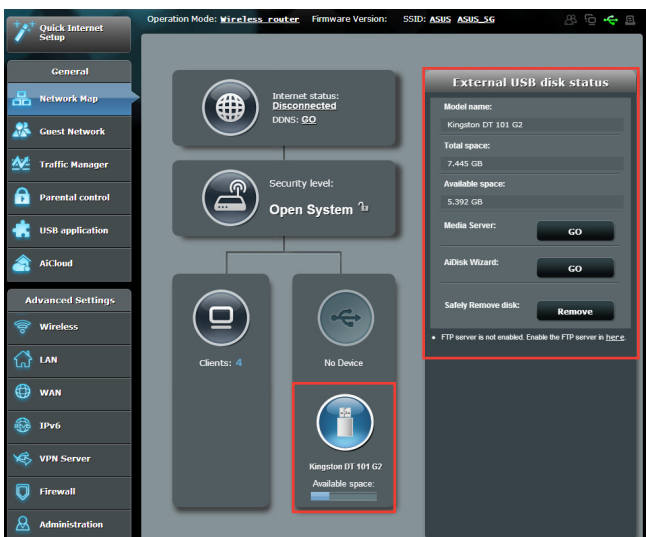 Operation Mode: Wireless router Firmware Version: SSID: ASUS ASUS_5G
Quick Internet
Setup
General
Network Map
Guest Network
Traffic Manager
Parental control
USB application
AiCloud
Advanced Settings
Wireless
LAN
WAN
IPv6
VPN Server
Firewall
Administration
Internet status:
Disconnected
DDNS: GO
Security level:
Open System
Clients: 4
No Device
Kingston DT 101 G2
Available space:
External USB disk status
Model name:
Kingston DT 101 G2
Total space:
7.445 GB
Available space:
5.392 GB
Media Server: GO
AiDisk Wizard: GO
Safely Remove disk: Remove
• FTP server is not enabled. Enable the FTP server in here.